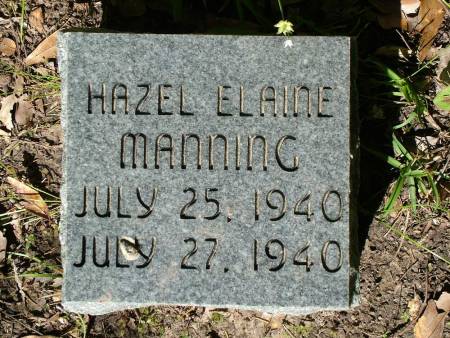 HAZEL ELAINE
MANNING
JULY 25, 1940
JULY 27, 1940